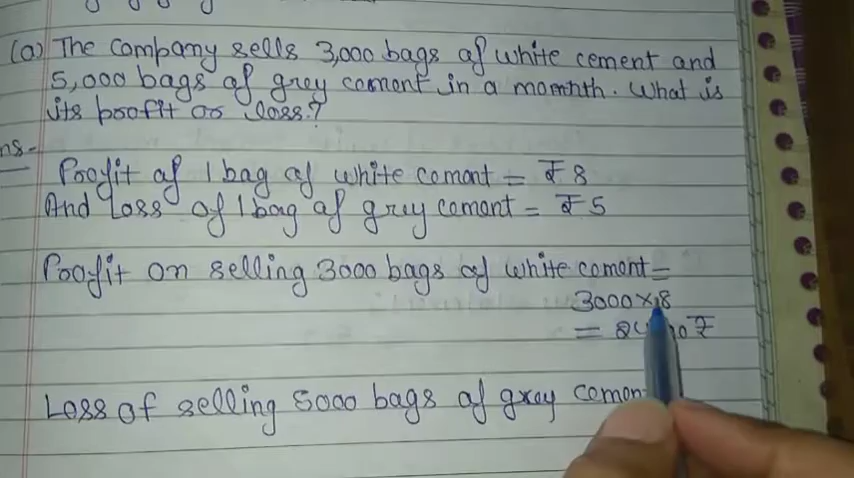 (a) The company sells 3,000 bags of white cement and
5,000 bags of grey cement in a momnth. What is
its profit or loss?
ns-
Profit of 1 bag of white cement = ₹ 8
And Loss of 1 bag of grey cement = ₹ 5
Profit on selling 3000 bags of white cement =
3000 × 8
= ₹
Loss of selling 5000 bags of grey cemen